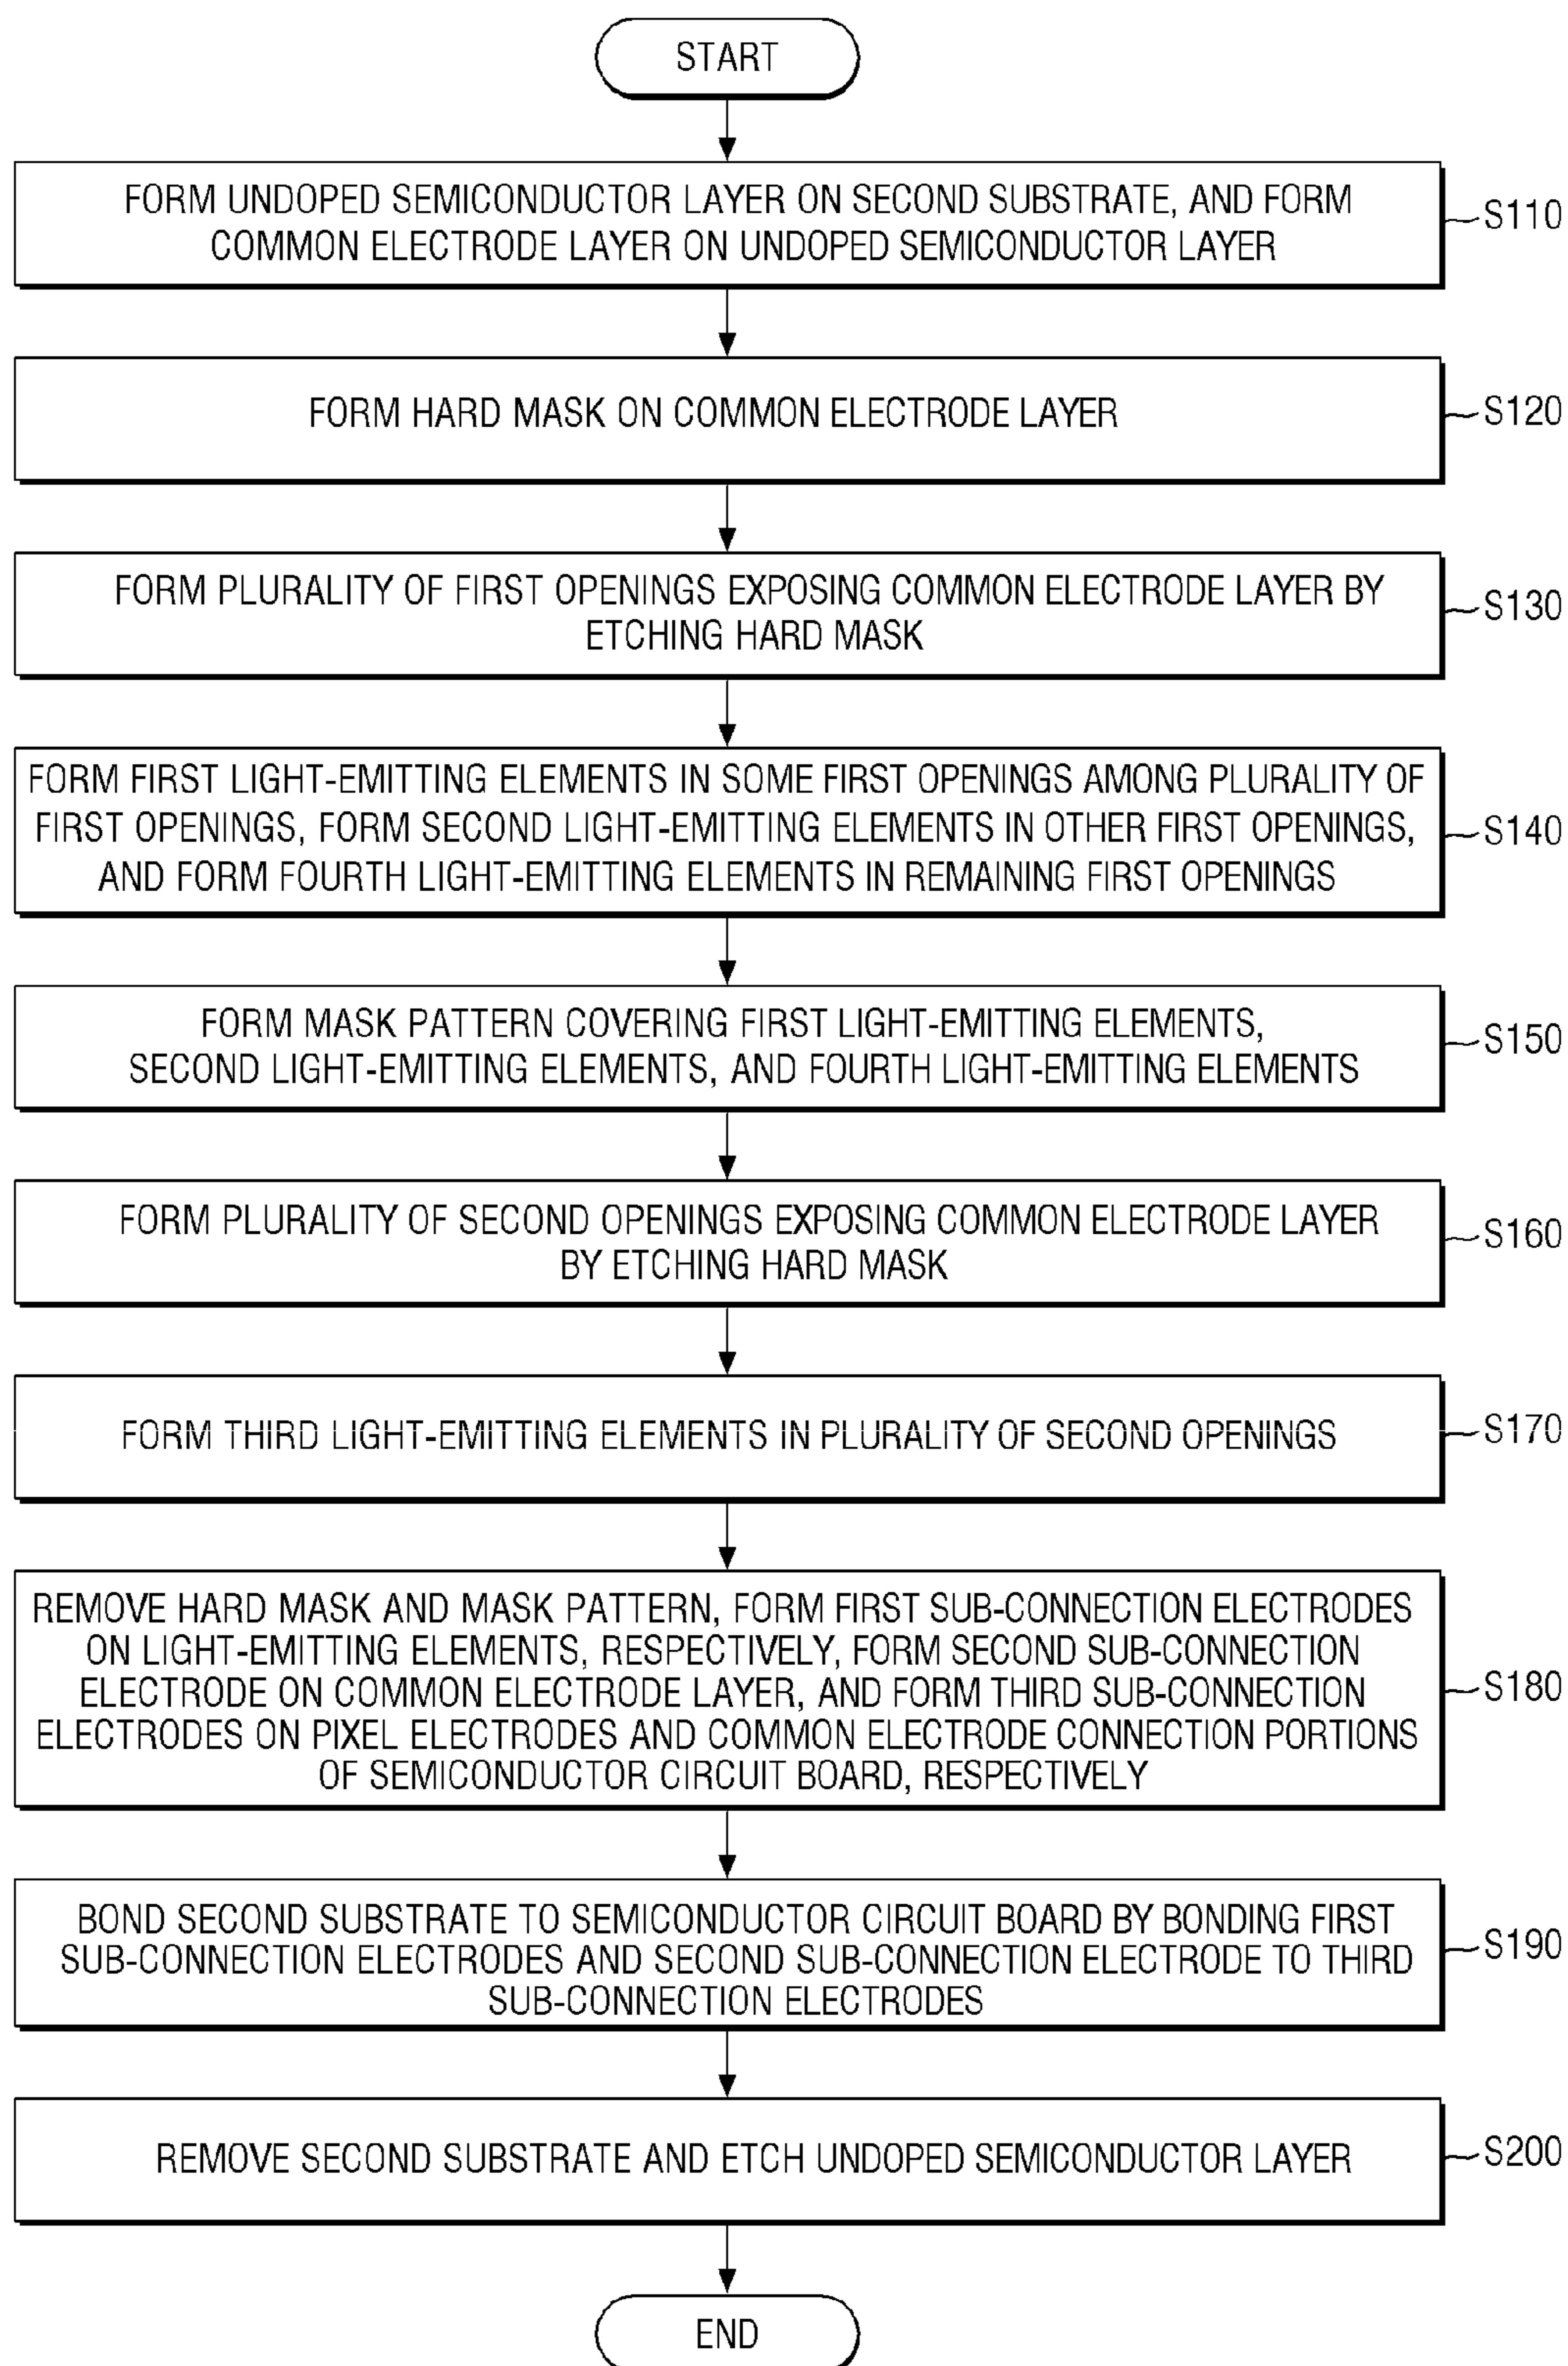 START
FORM UNDOPED SEMICONDUCTOR LAYER ON SECOND SUBSTRATE, AND FORM
COMMON ELECTRODE LAYER ON UNDOPED SEMICONDUCTOR LAYER
S110
FORM HARD MASK ON COMMON ELECTRODE LAYER
S120
FORM PLURALITY OF FIRST OPENINGS EXPOSING COMMON ELECTRODE LAYER BY
ETCHING HARD MASK
S130
FORM FIRST LIGHT-EMITTING ELEMENTS IN SOME FIRST OPENINGS AMONG PLURALITY OF
FIRST OPENINGS, FORM SECOND LIGHT-EMITTING ELEMENTS IN OTHER FIRST OPENINGS,
AND FORM FOURTH LIGHT-EMITTING ELEMENTS IN REMAINING FIRST OPENINGS
S140
FORM MASK PATTERN COVERING FIRST LIGHT-EMITTING ELEMENTS,
SECOND LIGHT-EMITTING ELEMENTS, AND FOURTH LIGHT-EMITTING ELEMENTS
S150
FORM PLURALITY OF SECOND OPENINGS EXPOSING COMMON ELECTRODE LAYER
BY ETCHING HARD MASK
S160
FORM THIRD LIGHT-EMITTING ELEMENTS IN PLURALITY OF SECOND OPENINGS
S170
REMOVE HARD MASK AND MASK PATTERN, FORM FIRST SUB-CONNECTION ELECTRODES
ON LIGHT-EMITTING ELEMENTS, RESPECTIVELY, FORM SECOND SUB-CONNECTION
ELECTRODE ON COMMON ELECTRODE LAYER, AND FORM THIRD SUB-CONNECTION
ELECTRODES ON PIXEL ELECTRODES AND COMMON ELECTRODE CONNECTION PORTIONS
OF SEMICONDUCTOR CIRCUIT BOARD, RESPECTIVELY
S180
BOND SECOND SUBSTRATE TO SEMICONDUCTOR CIRCUIT BOARD BY BONDING FIRST
SUB-CONNECTION ELECTRODES AND SECOND SUB-CONNECTION ELECTRODE TO THIRD
SUB-CONNECTION ELECTRODES
S190
REMOVE SECOND SUBSTRATE AND ETCH UNDOPED SEMICONDUCTOR LAYER
S200
END